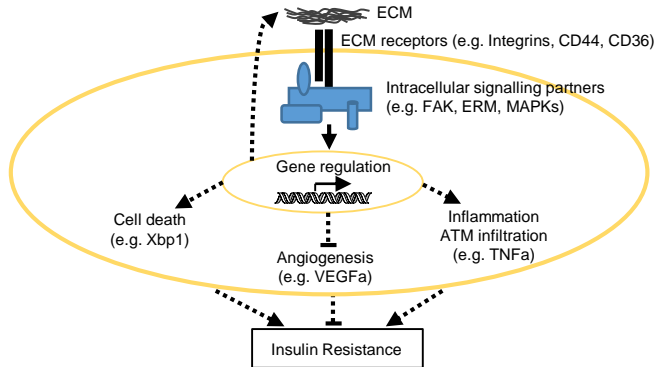 ECM
ECM receptors (e.g. Integrins, CD44, CD36)
Intracellular signalling partners
(e.g. FAK, ERM, MAPKs)
Gene regulation
Cell death
(e.g. Xbp1)
Angiogenesis
(e.g. VEGFa)
Inflammation
ATM infiltration
(e.g. TNFa)
Insulin Resistance